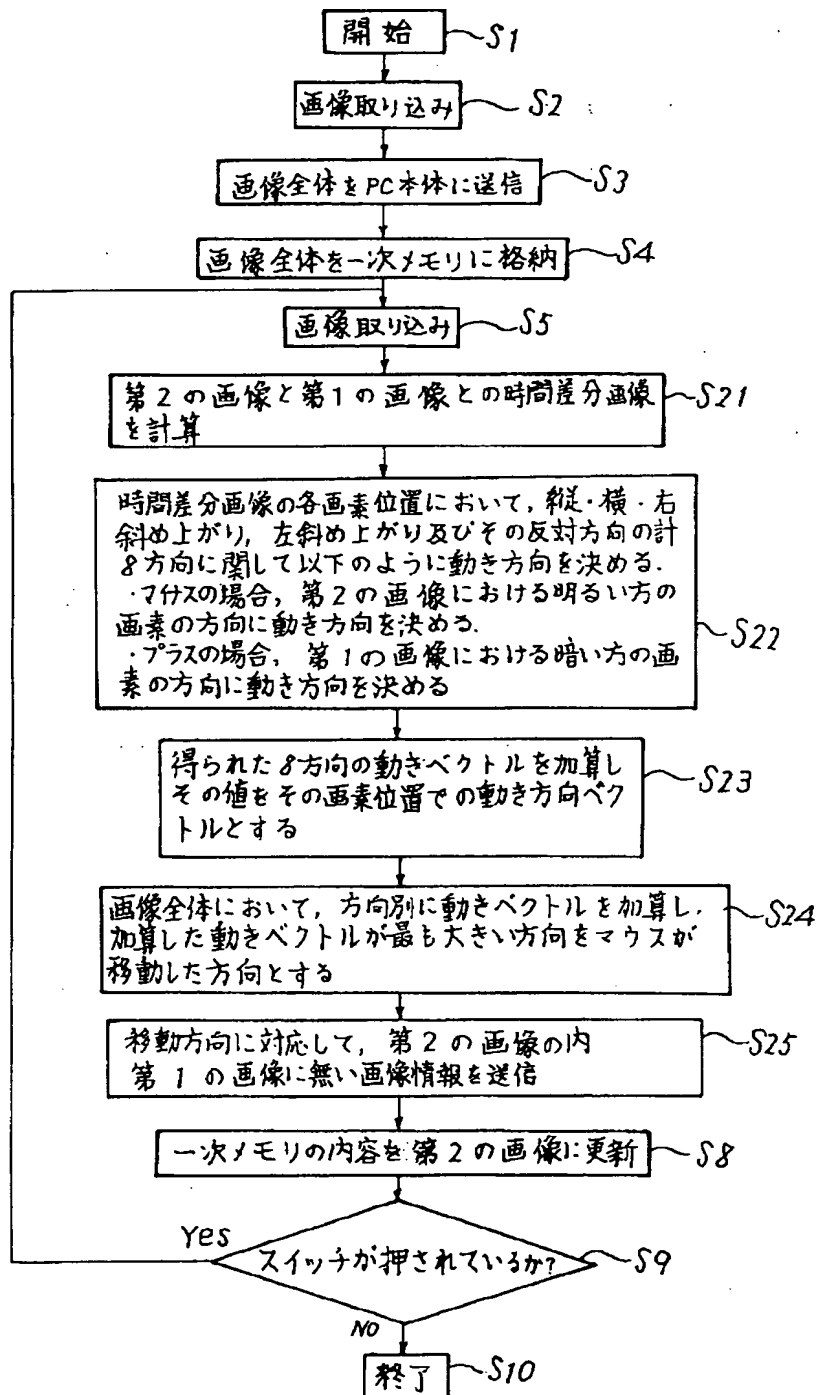 開始
S1
画像取り込み
S2
画像全体をPC本体に送信
S3
画像全体を一次メモリに格納
S4
画像取り込み
S5
第2の画像と第1の画像との時間差分画像
を計算
S21
時間差分画像の各画素位置において,縦・横・右
斜め上がり,左斜め上がり及びその反対方向の計
8方向に関して以下のように動き方向を決める.
・マイナスの場合,第2の画像における明るい方の
画素の方向に動き方向を決める.
・プラスの場合,第1の画像における暗い方の画
素の方向に動き方向を決める
S22
得られた8方向の動きベクトルを加算し
その値をその画素位置での動き方向ベク
トルとする
S23
画像全体において,方向別に動きベクトルを加算し,
加算した動きベクトルが最も大きい方向をマウスが
移動した方向とする
S24
移動方向に対応して,第2の画像の内
第1の画像に無い画像情報を送信
S25
一次メモリの内容を第2の画像に更新
S8
Yes
スイッチが押されているか?
S9
NO
終了
S10